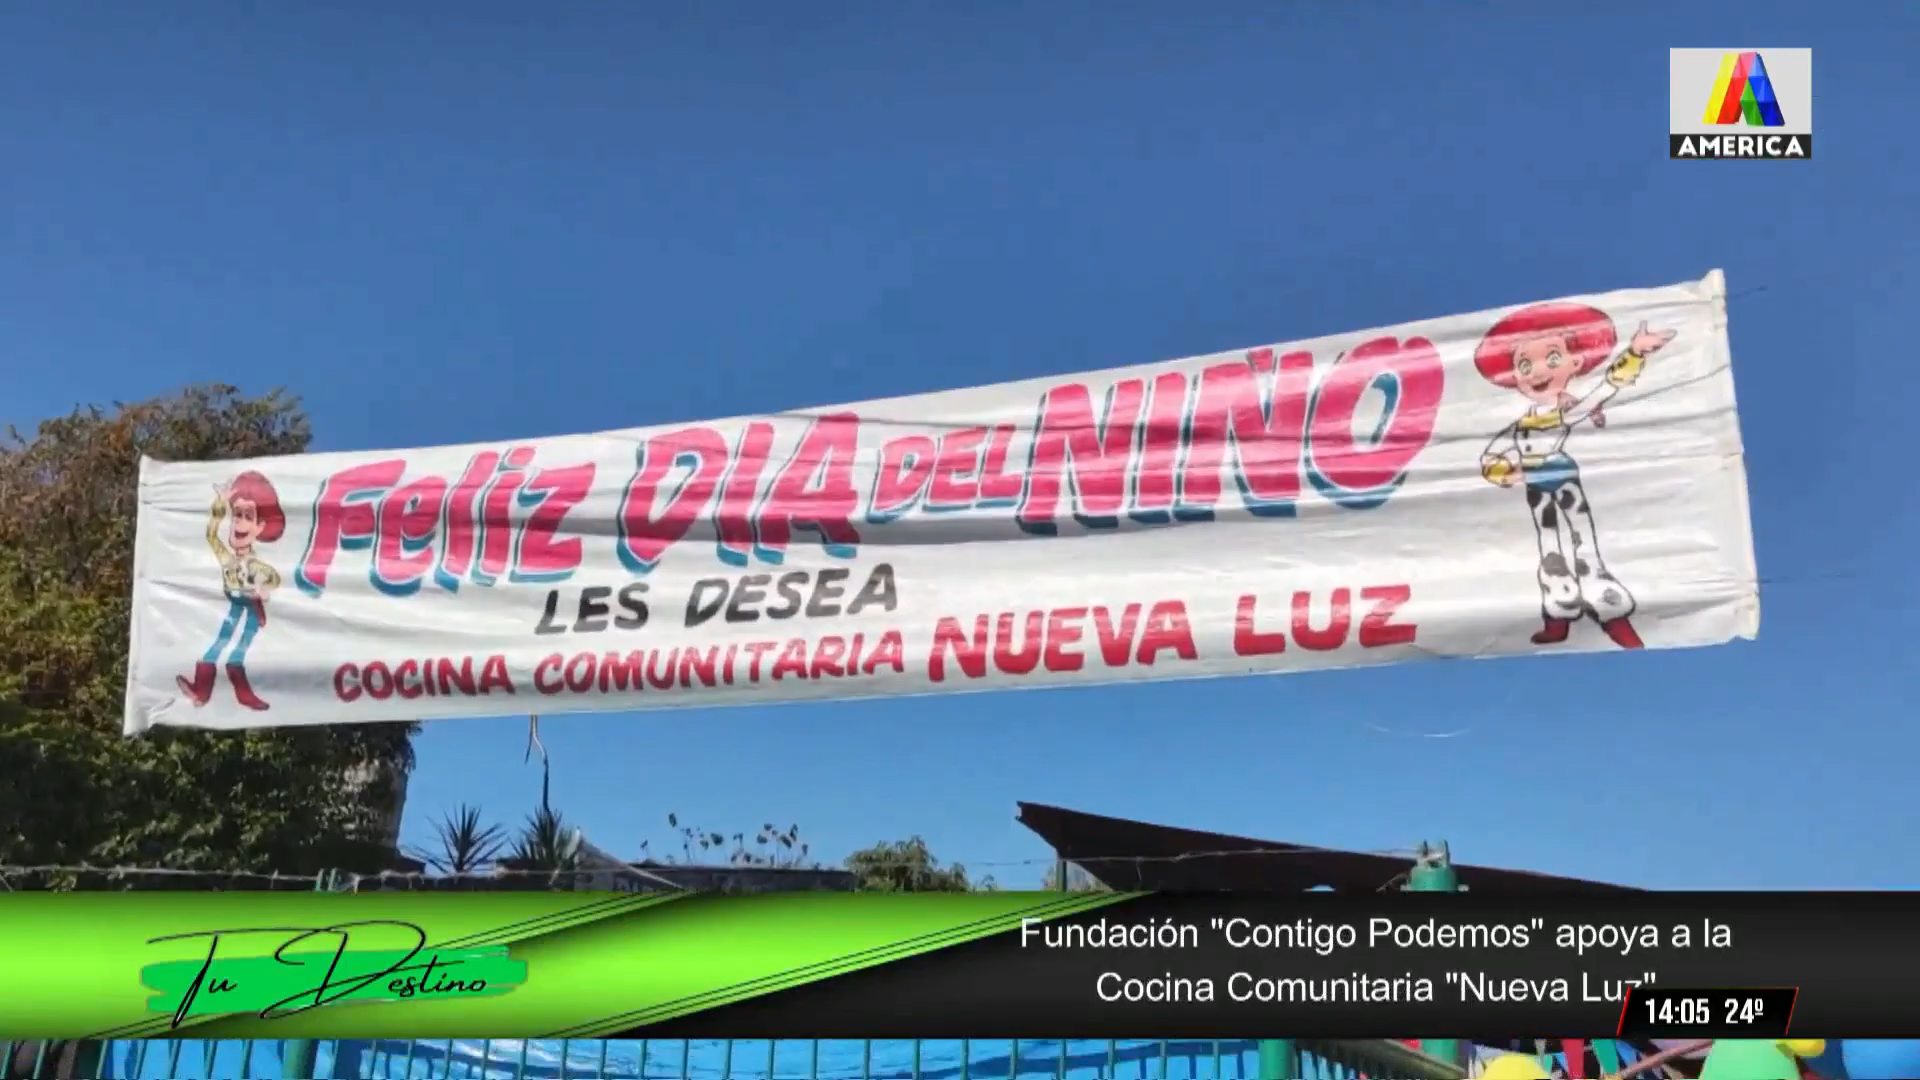 AMERICA
Feliz DIA DEL NIÑO
LES DESEA
COCINA COMUNITARIA NUEVA LUZ
Tu Destino
Fundación "Contigo Podemos" apoya a la
Cocina Comunitaria "Nueva Luz"
14:05 24º